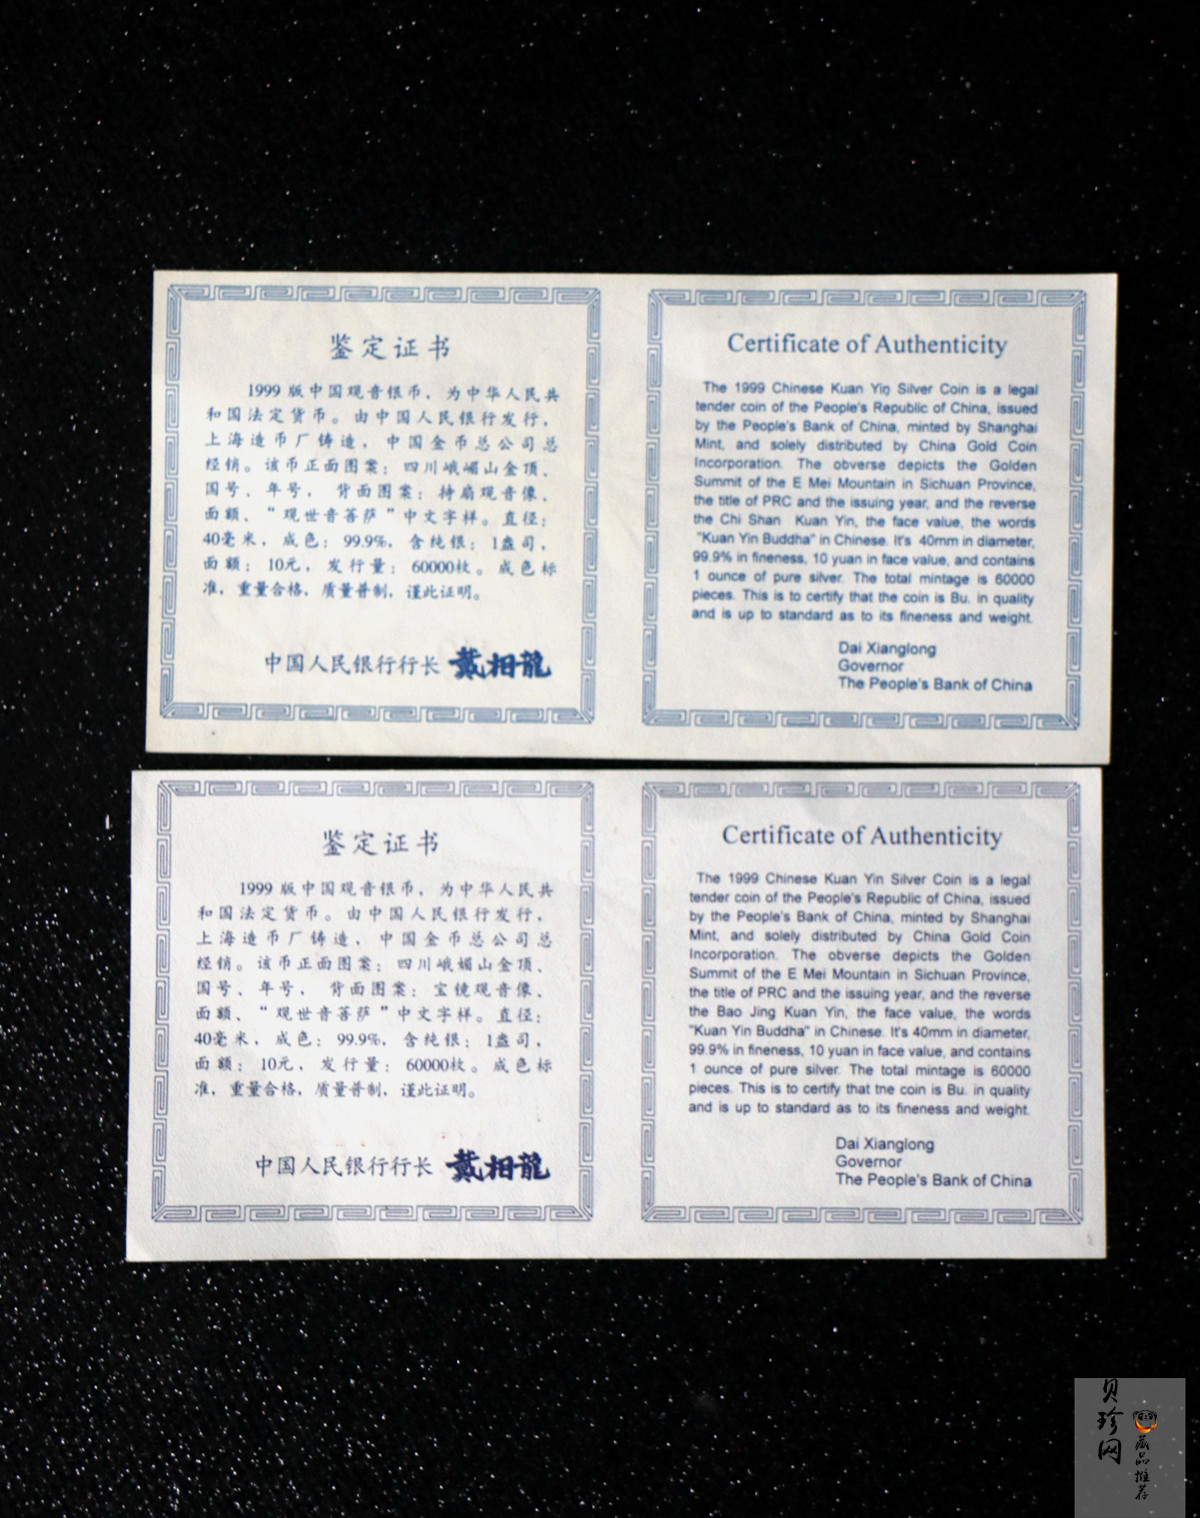 鉴定证书
1999 版中国观音银币，为中华人民共
和国法定货币。由中国人民银行发行，
上海造币厂铸造，中国金币总公司总
经销。该币正面图案：四川峨嵋山金顶、
国号、年号， 背面图案：持扇观音像、
面额、“观世音菩萨”中文字样。直径：
40毫米，成色：99.9%，含纯银：1盎司，
面额：10元，发行量：60000枚。成色标
准，重量合格，质量普制，谨此证明。
中国人民银行行长 戴相龍
Certificate of Authenticity
The 1999 Chinese Kuan Yin Silver Coin is a legal
tender coin of the People's Republic of China, issued
by the People's Bank of China, minted by Shanghai
Mint, and solely distributed by China Gold Coin
Incorporation. The obverse depicts the Golden
Summit of the E Mei Mountain in Sichuan Province,
the title of PRC and the issuing year, and the reverse
the Chi Shan Kuan Yin, the face value, the words
"Kuan Yin Buddha" in Chinese. It's 40mm in diameter,
99.9% in fineness, 10 yuan in face value, and contains
1 ounce of pure silver. The total mintage is 60000
pieces. This is to certify that the coin is Bu. in quality
and is up to standard as to its fineness and weight.
Dai Xianglong
Governor
The People's Bank of China
鉴定证书
1999 版中国观音银币，为中华人民共
和国法定货币。由中国人民银行发行，
上海造币厂铸造，中国金币总公司总
经销。该币正面图案：四川峨媚山金顶、
国号、年号， 背面图案：宝镜观音像、
面额、“观世音菩萨”中文字样。直径：
40毫米，成色：99.9%，含纯银：1盎司，
面额：10元，发行量：60000枚。成色标
准，重量合格，质量普制，谨此证明。
中国人民银行行长 戴相龍
Certificate of Authenticity
The 1999 Chinese Kuan Yin Silver Coin is a legal
tender coin of the People's Republic of China, issued
by the People's Bank of China, minted by Shanghai
Mint, and solely distributed by China Gold Coin
Incorporation. The obverse depicts the Golden
Summit of the E Mei Mountain in Sichuan Province,
the title of PRC and the issuing year, and the reverse
the Bao Jing Kuan Yin, the face value, the words
"Kuan Yin Buddha" in Chinese. It's 40mm in diameter,
99.9% in fineness, 10 yuan in face value, and contains
1 ounce of pure silver. The total mintage is 60000
pieces. This is to certify that the coin is Bu. in quality
and is up to standard as to its fineness and weight.
Dai Xianglong
Governor
The People's Bank of China
贝珍网
藏品推荐